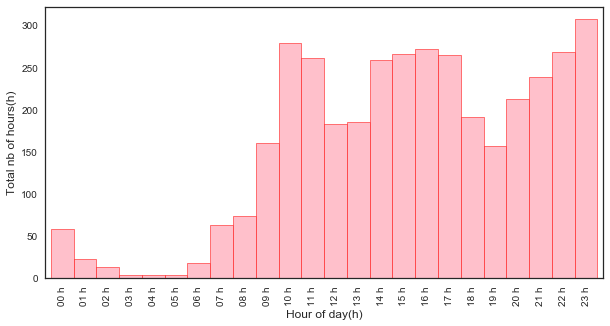 Total nb of hours(h)
300
250
200
150
100
50
0
00 h
01 h
02 h
03 h
04 h
05 h
06 h
07 h
08 h
09 h
10 h
11 h
12 h
13 h
14 h
15 h
16 h
17 h
18 h
19 h
20 h
21 h
22 h
23 h
Hour of day(h)